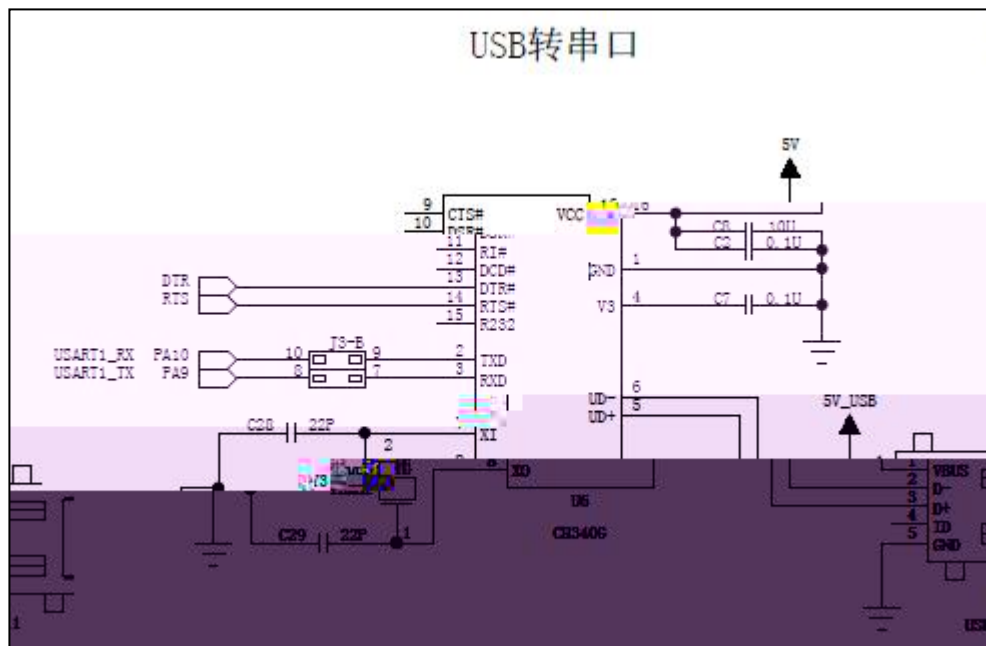 USB转串口
5V
9 CTS# VCC
10
C8 10U
C2 0.1U
11 RI#
12 DCD# GND 1
DTR 13 DTR#
RTS 14 RTS# V3 4 C7 0.1U
15 R232
J3-B
USART1_RX PA10 10 9 2 TXD
USART1_TX PA9 8 7 3 RXD
UD- 6
UD+ 5
5V_USB
C28 22P XI
2
Y3
8 XO
1 VBUS
2 D-
3 D+
4 ID
5 GND
U6
C29 22P 1 CH340G
1